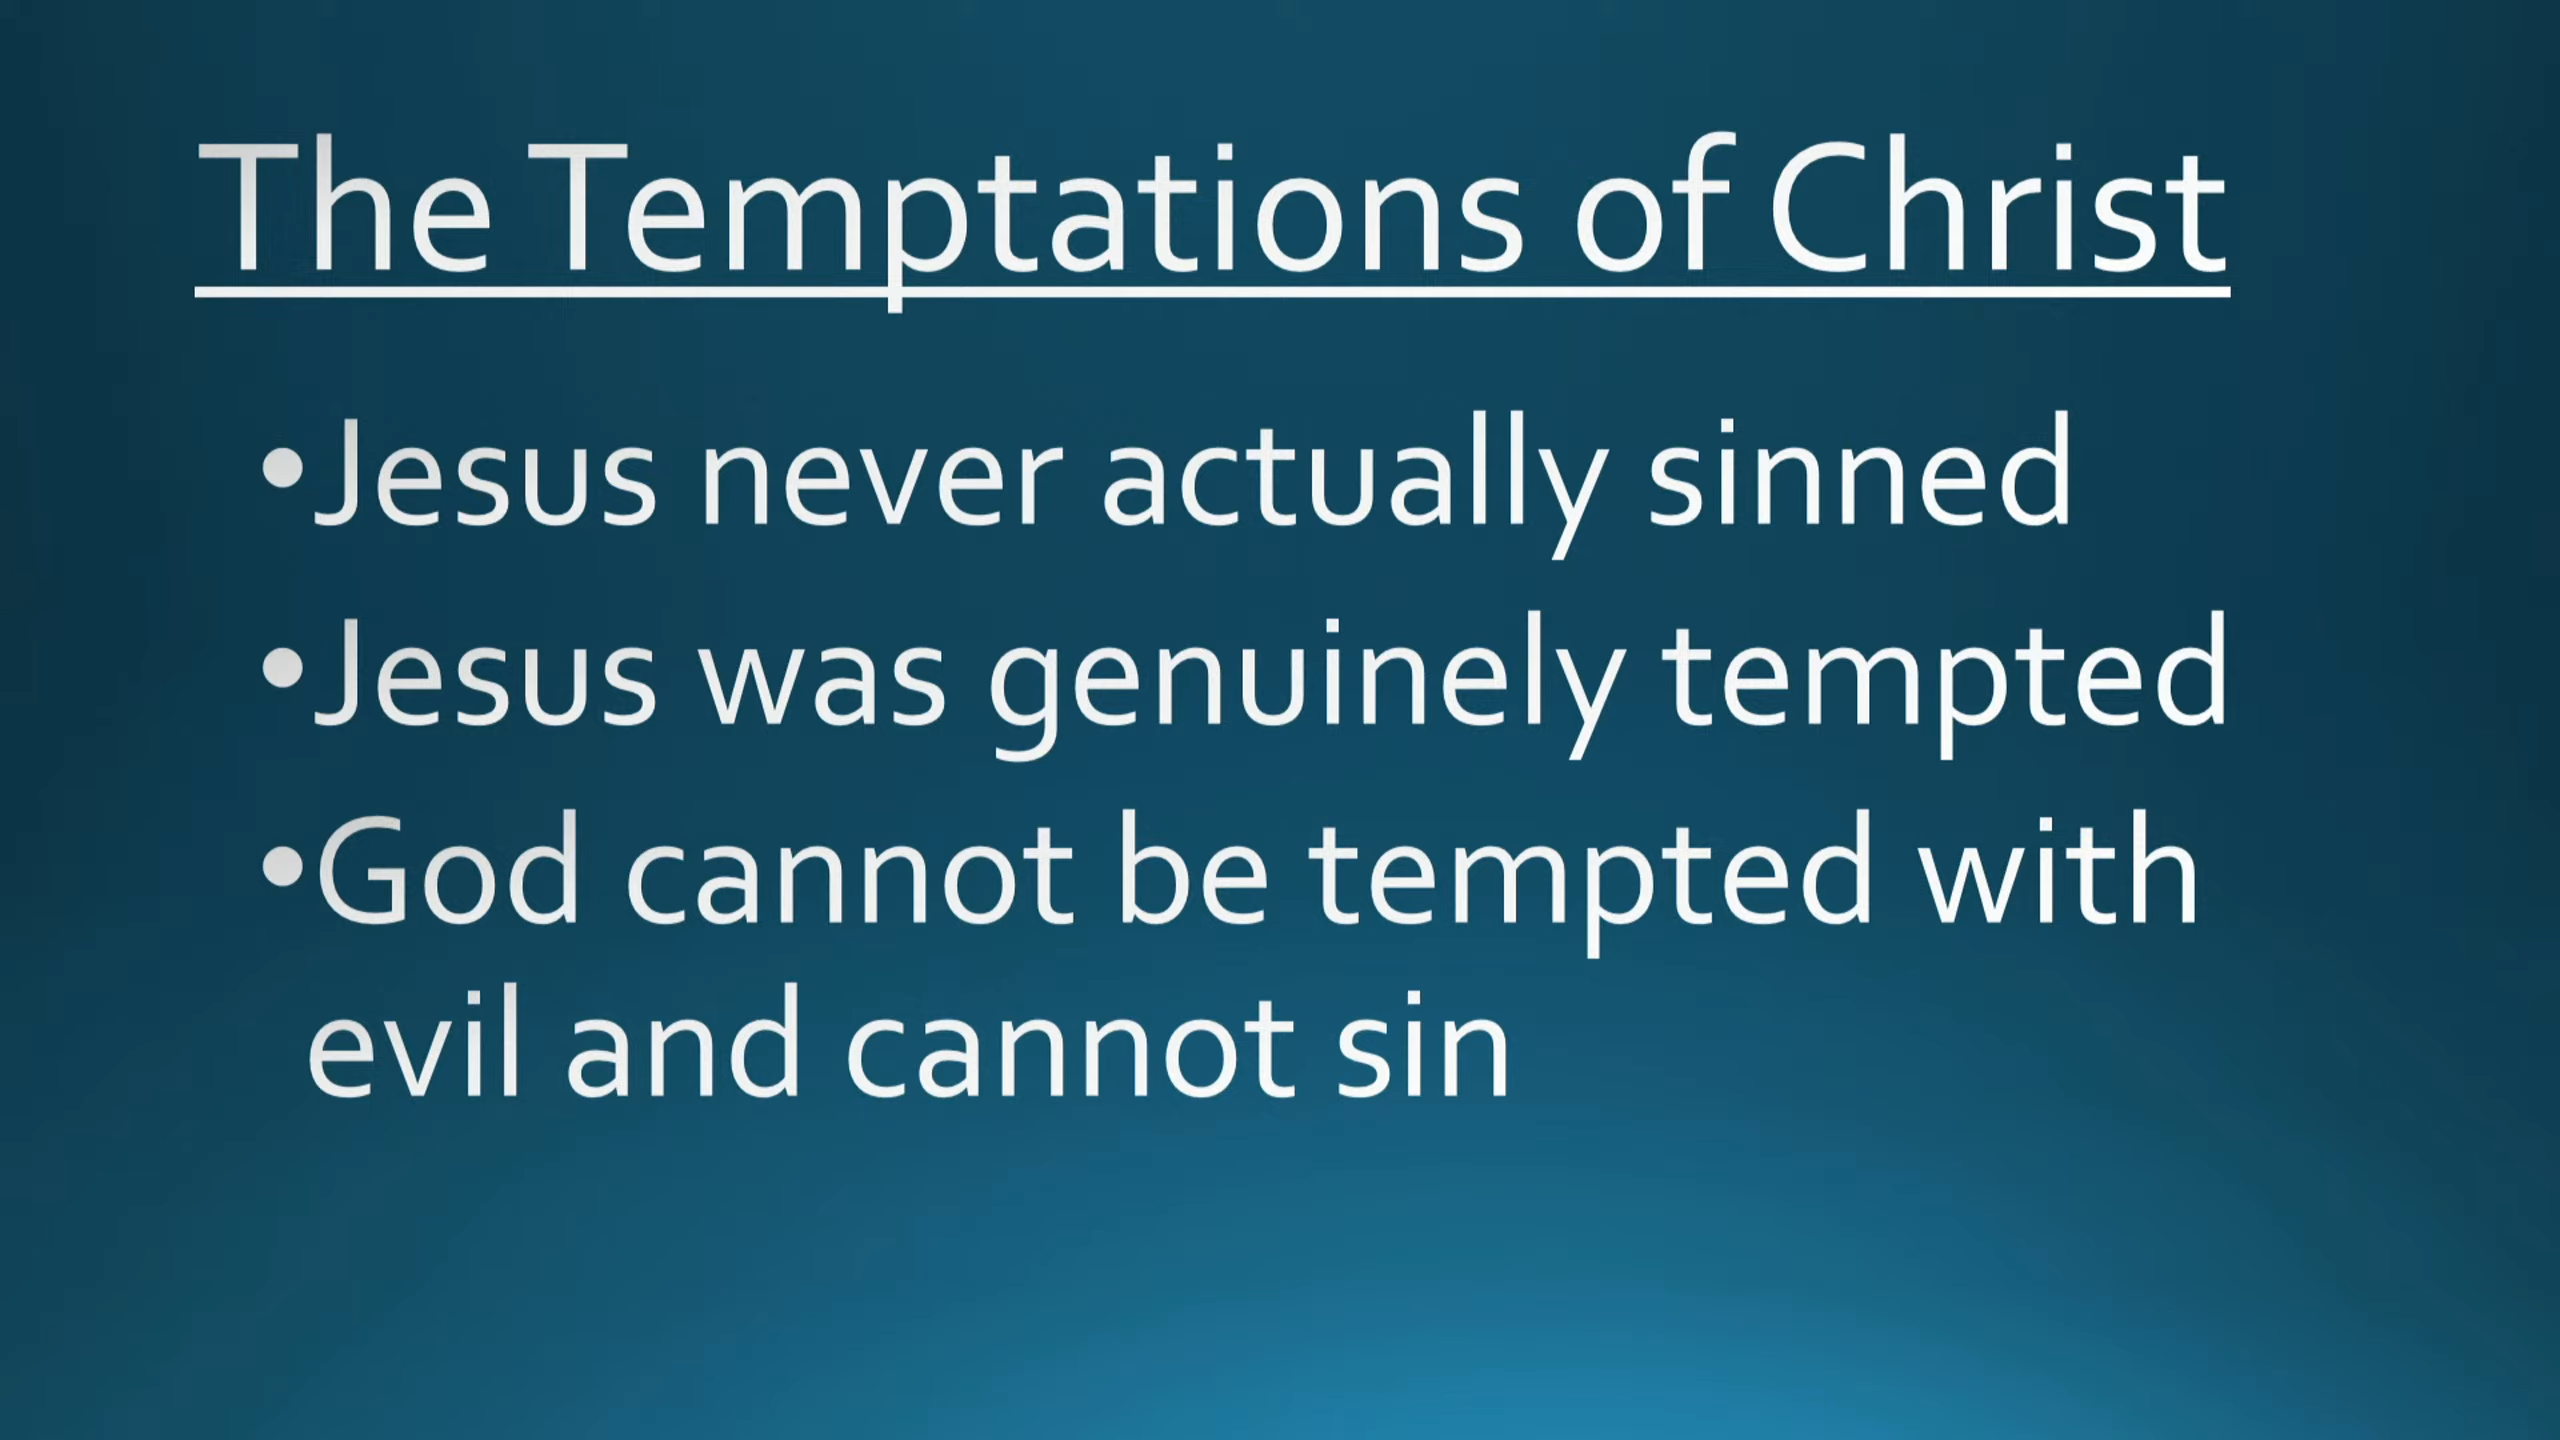 The Temptations of Christ
•Jesus never actually sinned
•Jesus was genuinely tempted
•God cannot be tempted with
evil and cannot sin